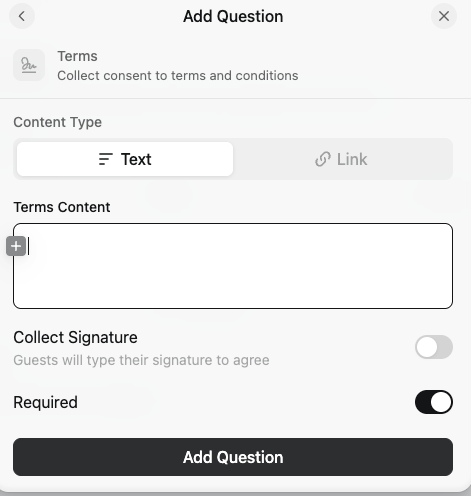 Add Question
Terms
Collect consent to terms and conditions
Content Type
Text
Link
Terms Content
Collect Signature
Guests will type their signature to agree
Required
Add Question